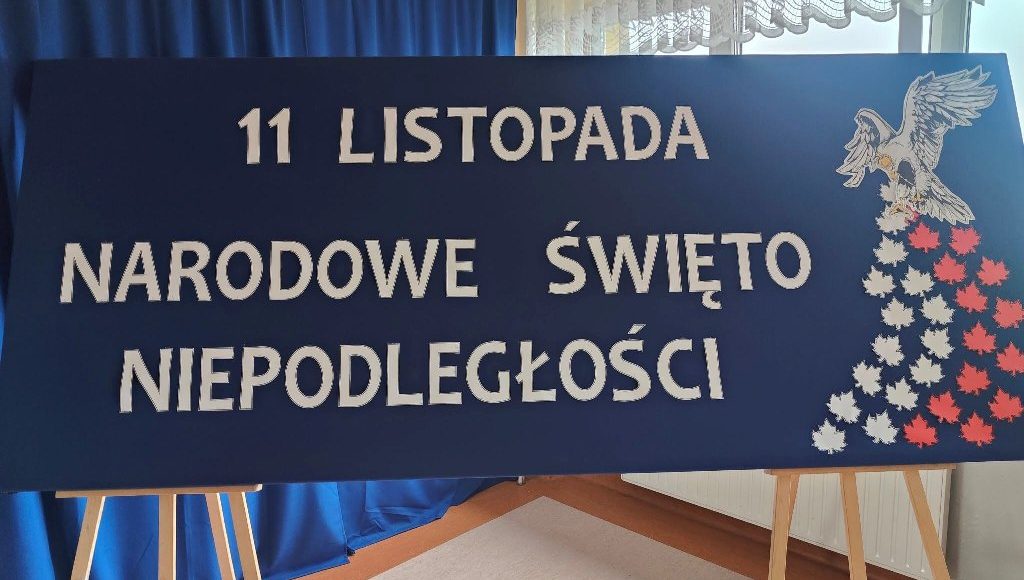 11 LISTOPADA
NARODOWE ŚWIĘTO
NIEPODLEGŁOŚCI